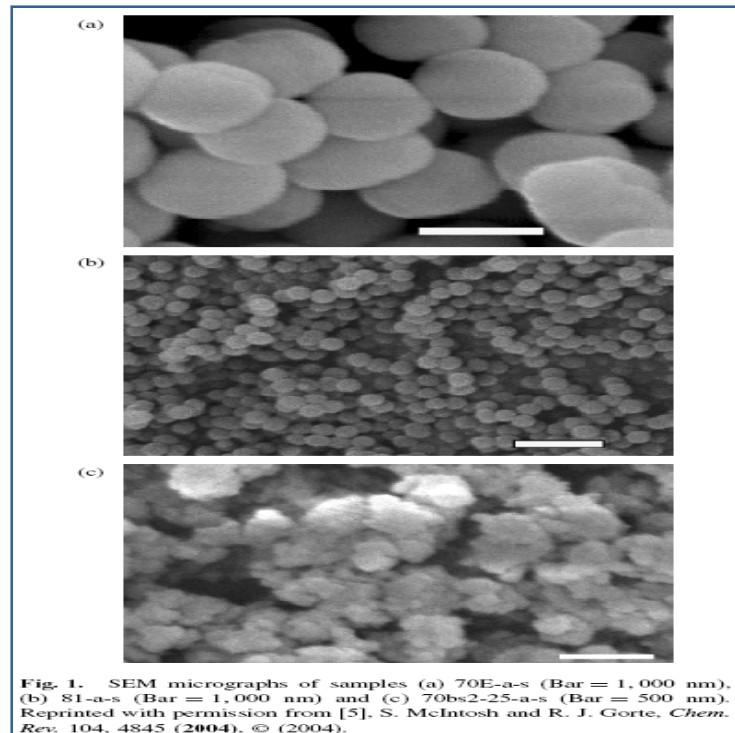 (a)
(b)
(c)
Fig. 1. SEM micrographs of samples (a) 70E-a-s (Bar = 1,000 nm),
(b) 81-a-s (Bar = 1,000 nm) and (c) 70bs2-25-a-s (Bar = 500 nm).
Reprinted with permission from [5], S. McIntosh and R. J. Gorte, Chem.
Rev. 104, 4845 (2004), © (2004).